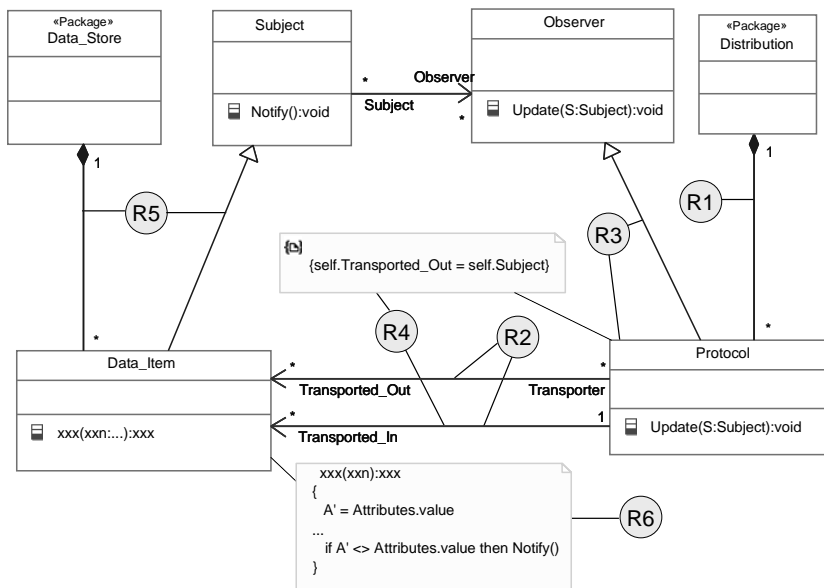 «Package»
Data_Store
Subject
Observer
«Package»
Distribution
Notify():void
*
Observer
Subject
*
Update(S:Subject):void
1
1
R5
R1
R3
{self.Transported_Out = self.Subject}
R4
R2
*
*
Data_Item
Protocol
*
*
Transported_Out
Transporter
*
1
Transported_In
xxx(xxn:...):xxx
Update(S:Subject):void
xxx(xxn):xxx
{
A' = Attributes.value
...
if A' <> Attributes.value then Notify()
}
R6